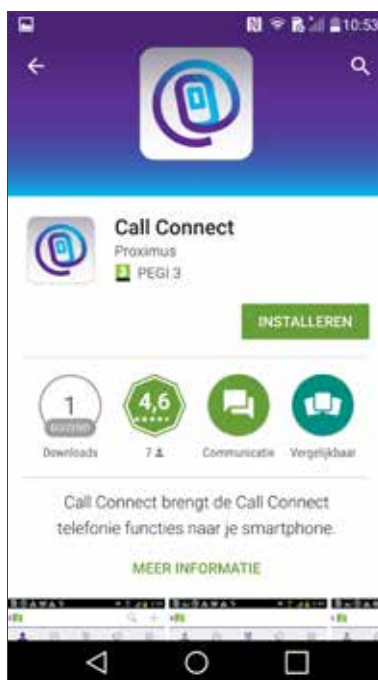 10:53
Call Connect
Proximus
3 PEGI 3
INSTALLEREN
1
DUIZEND
Downloads
4,6
7
Communicatie
Vergelijkbaar
Call Connect brengt de Call Connect
telefonie functies naar je smartphone.
MEER INFORMATIE